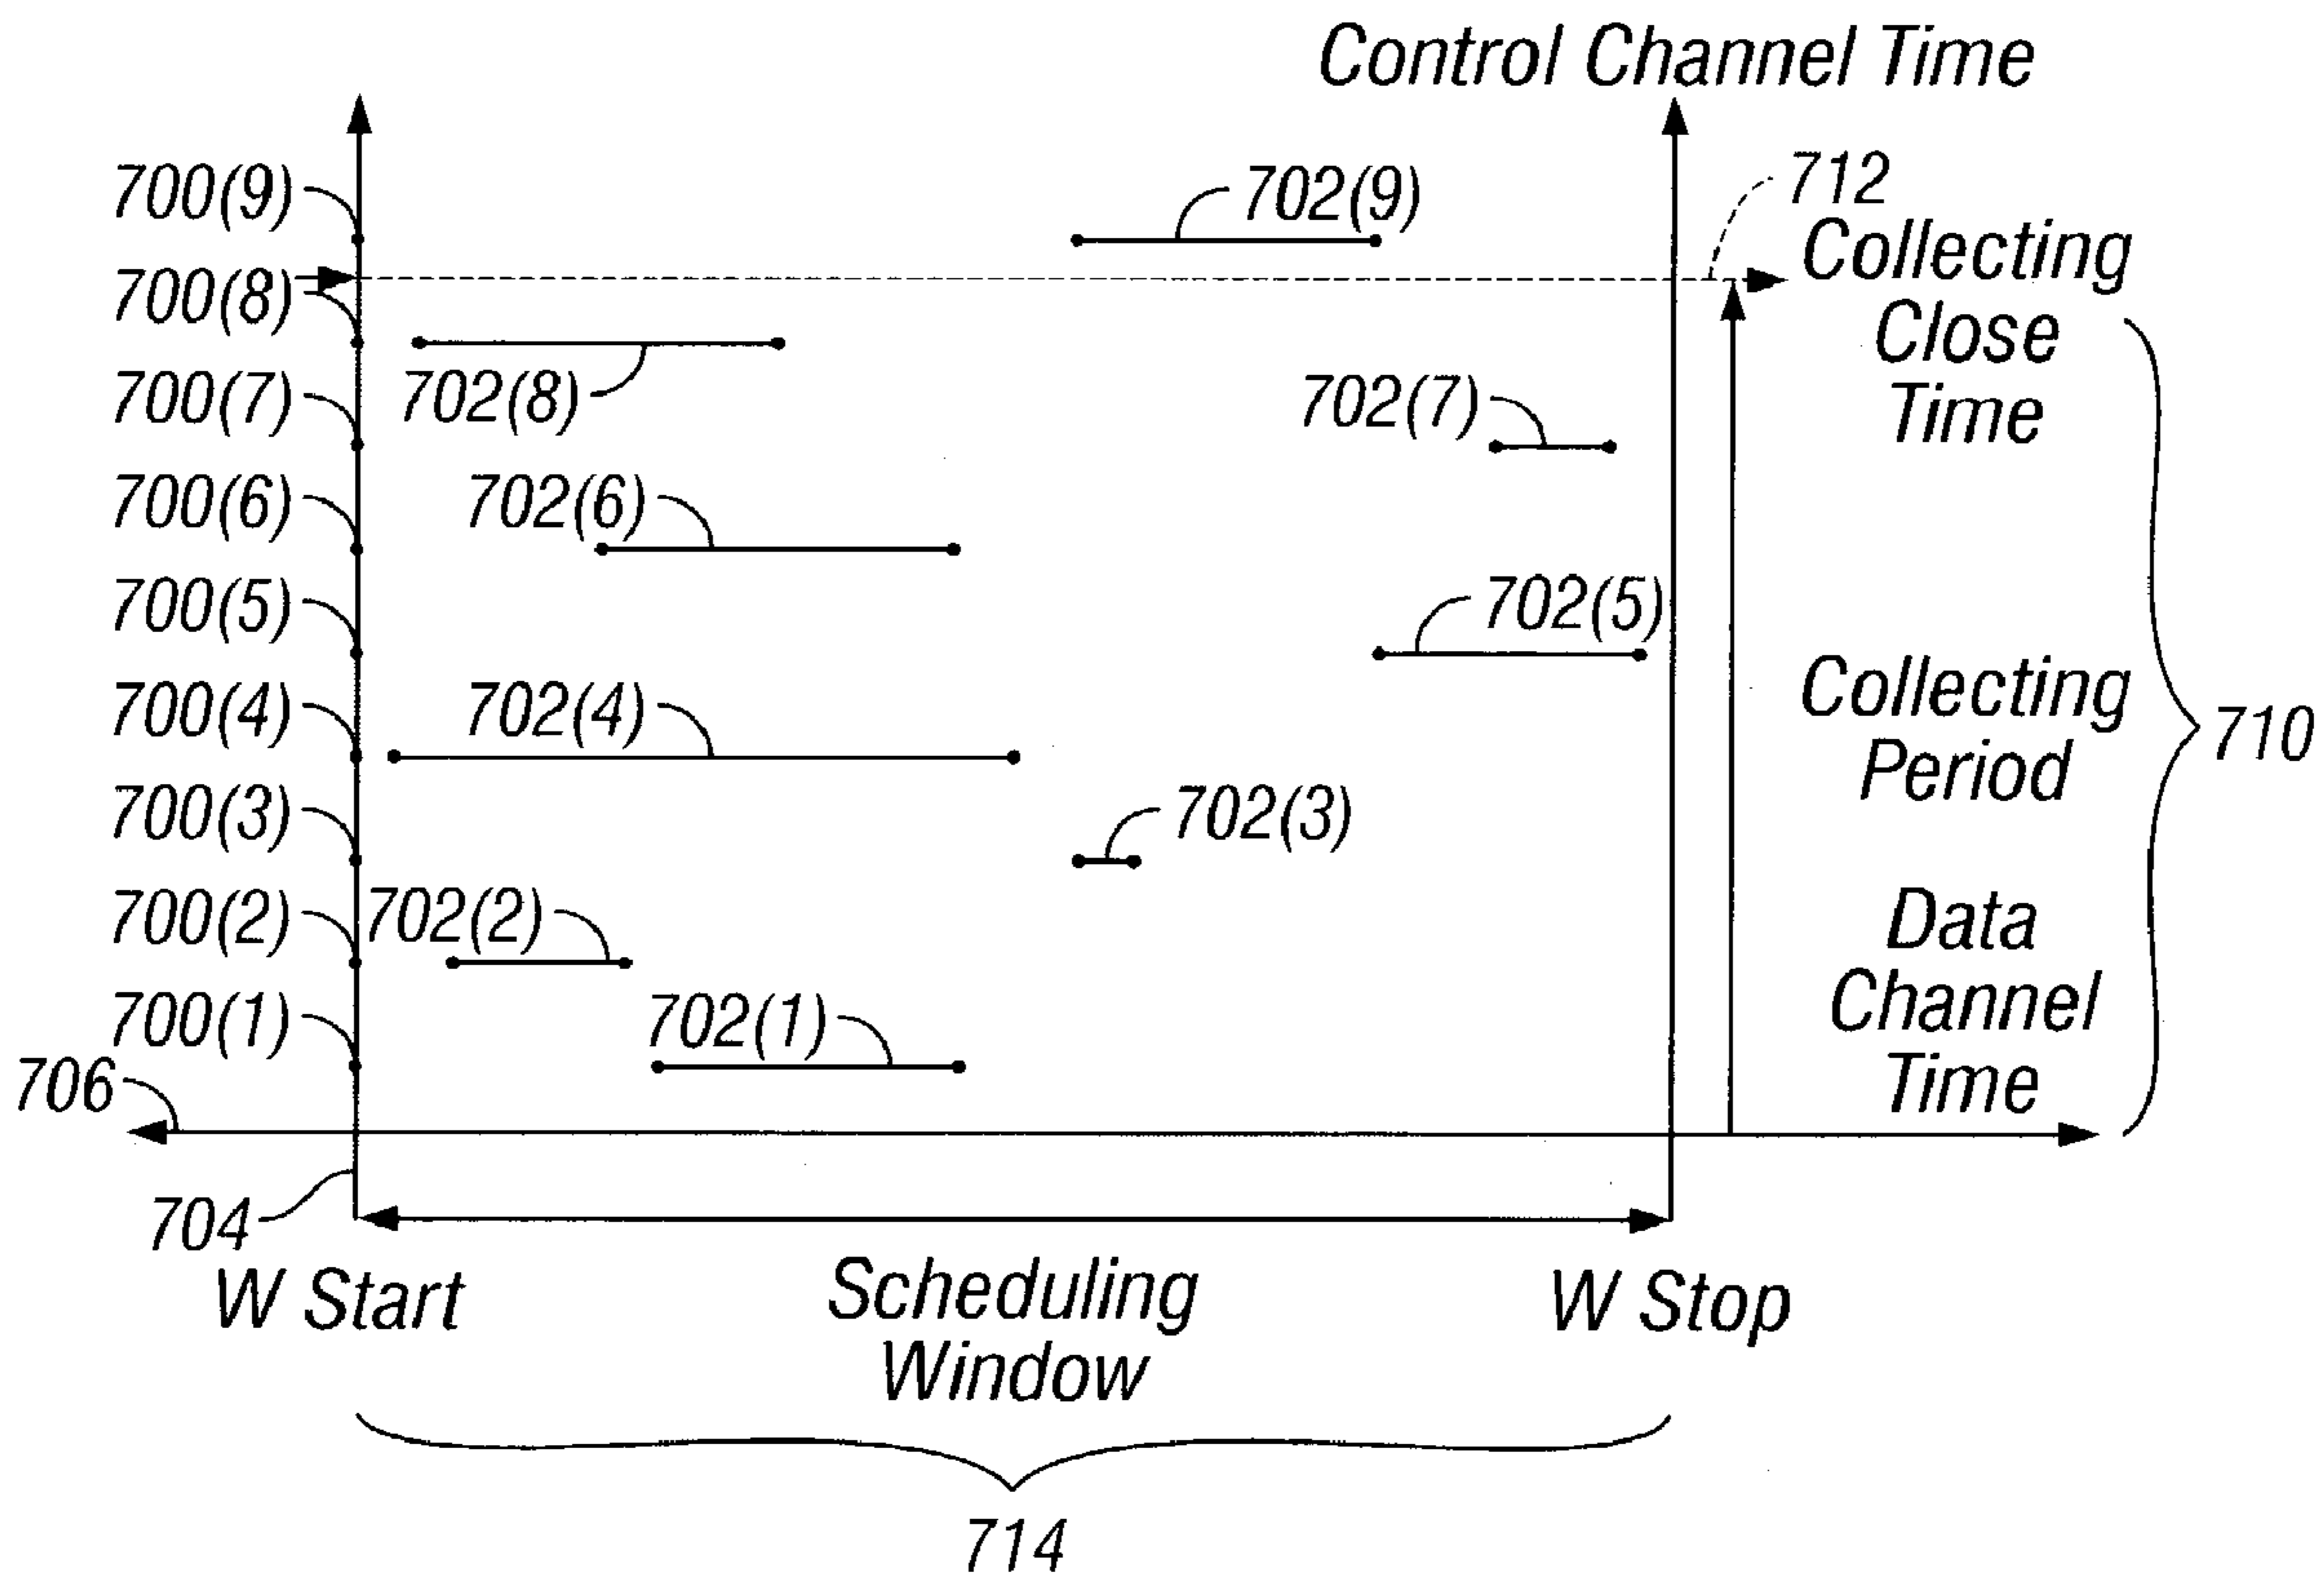 Control Channel Time
700(9)
702(9)
712
Collecting
Close
Time
700(8)
702(8)
700(7)
702(7)
700(6)
702(6)
700(5)
702(5)
700(4)
702(4)
Collecting
Period
710
700(3)
702(3)
700(2)
702(2)
Data
Channel
Time
700(1)
702(1)
706
704
W Start
Scheduling
Window
W Stop
714